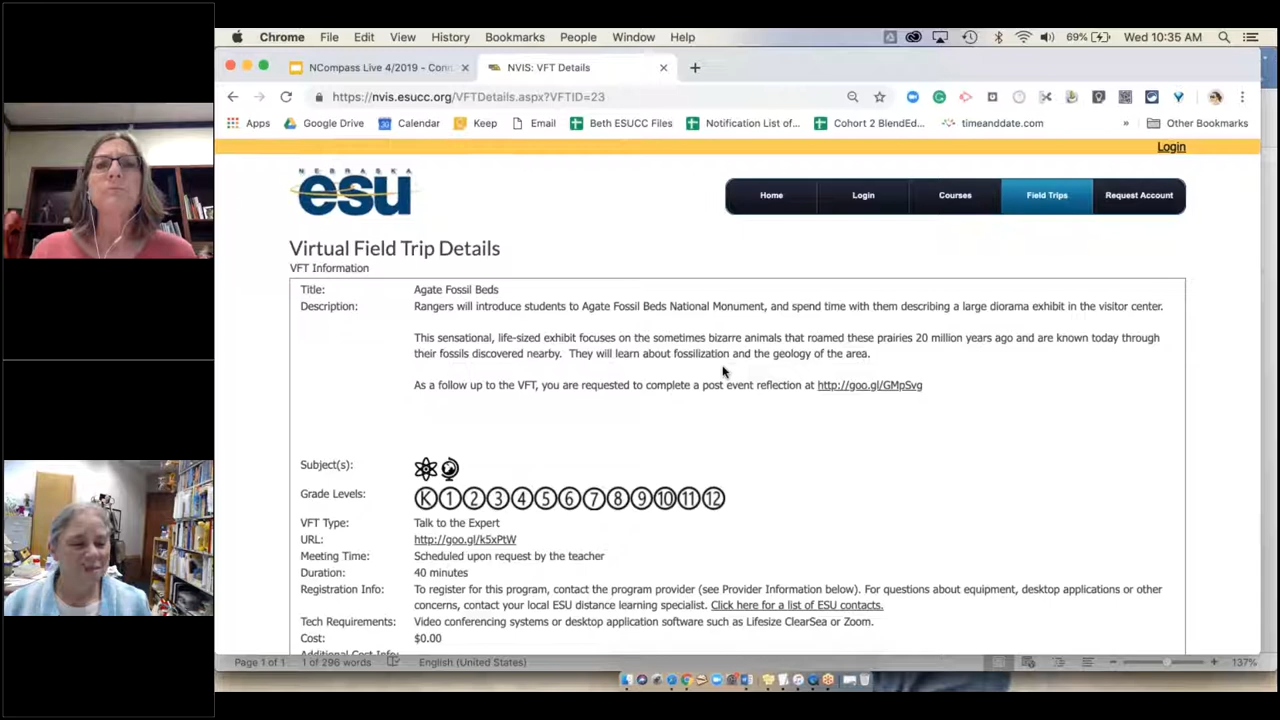 Chrome File Edit View History Bookmarks People Window Help 69% Wed 10:35 AM
NCompass Live 4/2019 - Con NVIS: VFT Details
https://nvis.esucc.org/VFTDetails.aspx?VFTID=23
Apps Google Drive Calendar Keep Email Beth ESUCC Files Notification List of... Cohort 2 BlendEd... timeanddate.com » Other Bookmarks
Login
NEBRASKA
esu
Home Login Courses Field Trips Request Account
Virtual Field Trip Details
VFT Information
Title: Agate Fossil Beds
Description: Rangers will introduce students to Agate Fossil Beds National Monument, and spend time with them describing a large diorama exhibit in the visitor center.
This sensational, life-sized exhibit focuses on the sometimes bizarre animals that roamed these prairies 20 million years ago and are known today through
their fossils discovered nearby. They will learn about fossilization and the geology of the area.
As a follow up to the VFT, you are requested to complete a post event reflection at http://goo.gl/GMpSvg
Subject(s):
Grade Levels: K 1 2 3 4 5 6 7 8 9 10 11 12
VFT Type: Talk to the Expert
URL: http://goo.gl/k5xPtW
Meeting Time: Scheduled upon request by the teacher
Duration: 40 minutes
Registration Info: To register for this program, contact the program provider (see Provider Information below). For questions about equipment, desktop applications or other
concerns, contact your local ESU distance learning specialist. Click here for a list of ESU contacts.
Tech Requirements: Video conferencing systems or desktop application software such as Lifesize ClearSea or Zoom.
Cost: $0.00
Additional Cost Info:
Page 1 of 1 1 of 296 words English (United States) 137%